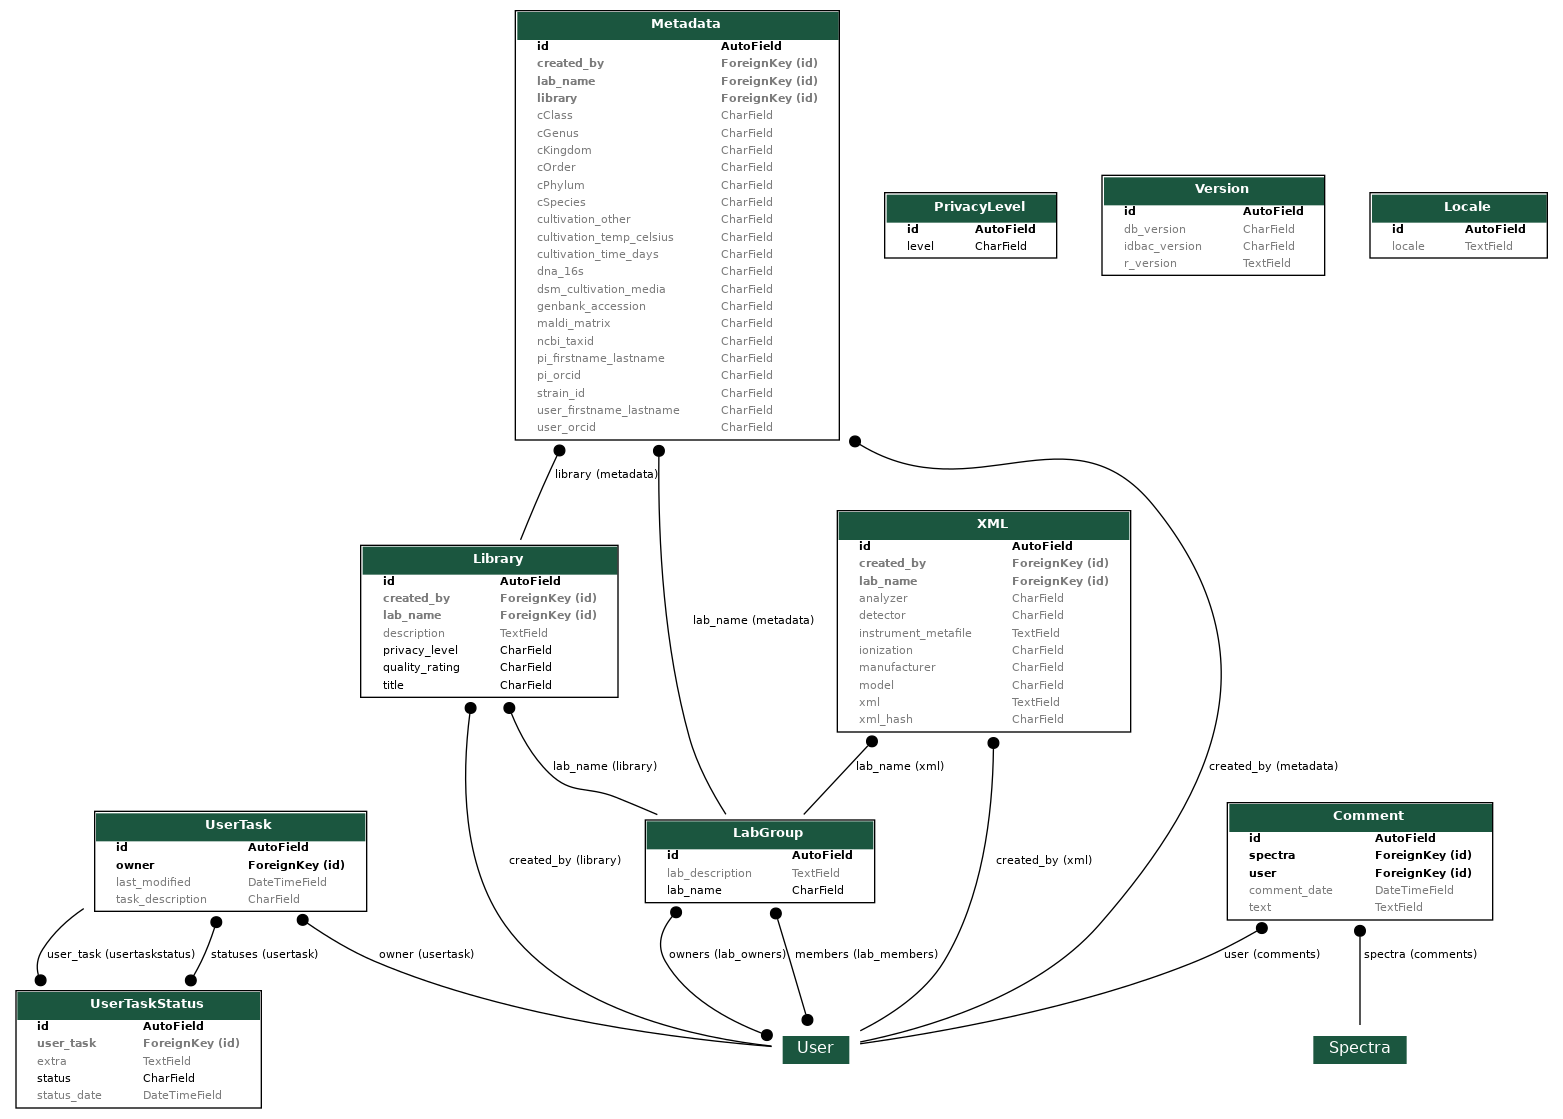 Metadata
id AutoField
created_by ForeignKey (id)
lab_name ForeignKey (id)
library ForeignKey (id)
cClass CharField
cGenus CharField
cKingdom CharField
cOrder CharField
cPhylum CharField
cSpecies CharField
cultivation_other CharField
cultivation_temp_celsius CharField
cultivation_time_days CharField
dna_16s CharField
dsm_cultivation_media CharField
genbank_accession CharField
maldi_matrix CharField
ncbi_taxid CharField
pi_firstname_lastname CharField
pi_orcid CharField
strain_id CharField
user_firstname_lastname CharField
user_orcid CharField
PrivacyLevel
id AutoField
level CharField
Version
id AutoField
db_version CharField
idbac_version CharField
r_version TextField
Locale
id AutoField
locale TextField
library (metadata)
Library
id AutoField
created_by ForeignKey (id)
lab_name ForeignKey (id)
description TextField
privacy_level CharField
quality_rating CharField
title CharField
lab_name (metadata)
XML
id AutoField
created_by ForeignKey (id)
lab_name ForeignKey (id)
analyzer CharField
detector CharField
instrument_metafile TextField
ionization CharField
manufacturer CharField
model CharField
xml TextField
xml_hash CharField
lab_name (library)
lab_name (xml)
created_by (metadata)
UserTask
id AutoField
owner ForeignKey (id)
last_modified DateTimeField
task_description CharField
created_by (library)
LabGroup
id AutoField
lab_description TextField
lab_name CharField
created_by (xml)
Comment
id AutoField
spectra ForeignKey (id)
user ForeignKey (id)
comment_date DateTimeField
text TextField
user_task (usertaskstatus)
statuses (usertask)
owner (usertask)
owners (lab_owners)
members (lab_members)
user (comments)
spectra (comments)
UserTaskStatus
id AutoField
user_task ForeignKey (id)
extra TextField
status CharField
status_date DateTimeField
User
Spectra